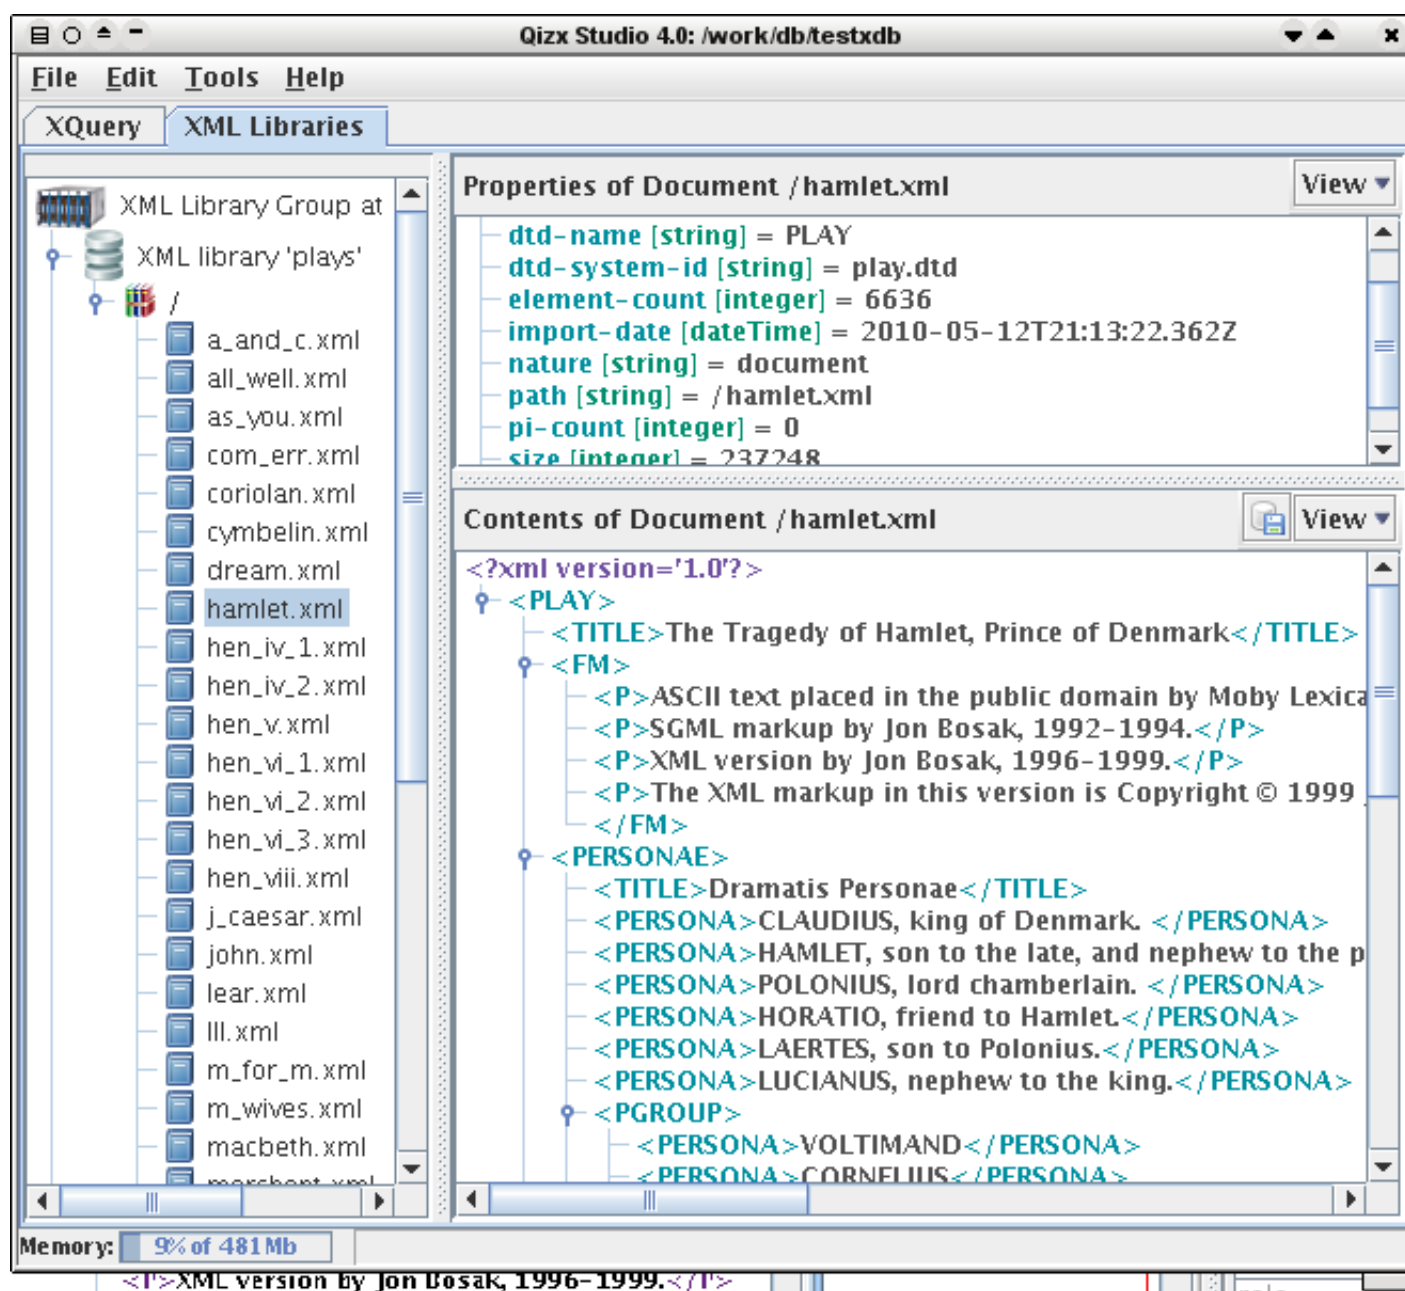 Qizx Studio 4.0: /work/db/testxdb
File Edit Tools Help
XQuery XML Libraries
XML Library Group at
XML library 'plays'
/
a_and_c.xml
all_well.xml
as_you.xml
com_err.xml
coriolan.xml
cymbelin.xml
dream.xml
hamlet.xml
hen_iv_1.xml
hen_iv_2.xml
hen_v.xml
hen_vi_1.xml
hen_vi_2.xml
hen_vi_3.xml
hen_viii.xml
j_caesar.xml
john.xml
lear.xml
lll.xml
m_for_m.xml
m_wives.xml
macbeth.xml
merchant.xml
Properties of Document /hamlet.xml View
dtd-name [string] = PLAY
dtd-system-id [string] = play.dtd
element-count [integer] = 6636
import-date [dateTime] = 2010-05-12T21:13:22.362Z
nature [string] = document
path [string] = /hamlet.xml
pi-count [integer] = 0
size [integer] = 237248
Contents of Document /hamlet.xml View
<?xml version='1.0'?>
<PLAY>
<TITLE>The Tragedy of Hamlet, Prince of Denmark</TITLE>
<FM>
<P>ASCII text placed in the public domain by Moby Lexica
<P>SGML markup by Jon Bosak, 1992-1994.</P>
<P>XML version by Jon Bosak, 1996-1999.</P>
<P>The XML markup in this version is Copyright © 1999
</FM>
<PERSONAE>
<TITLE>Dramatis Personae</TITLE>
<PERSONA>CLAUDIUS, king of Denmark. </PERSONA>
<PERSONA>HAMLET, son to the late, and nephew to the p
<PERSONA>POLONIUS, lord chamberlain. </PERSONA>
<PERSONA>HORATIO, friend to Hamlet.</PERSONA>
<PERSONA>LAERTES, son to Polonius.</PERSONA>
<PERSONA>LUCIANUS, nephew to the king.</PERSONA>
<PGROUP>
<PERSONA>VOLTIMAND</PERSONA>
<PERSONA>CORNELIUS</PERSONA>
Memory: 9% of 481Mb
<P>XML version by Jon Bosak, 1996-1999.</P>